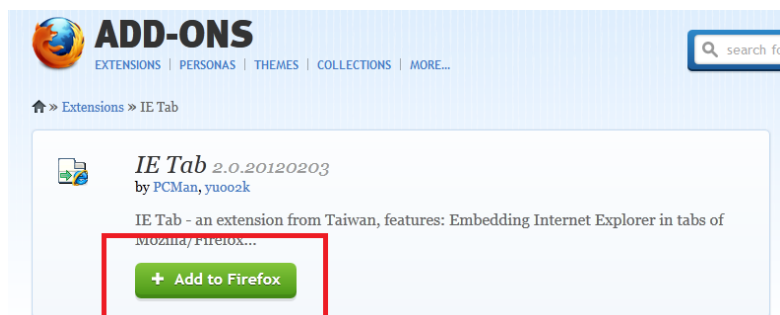 ADD-ONS
EXTENSIONS | PERSONAS | THEMES | COLLECTIONS | MORE...
search fo
» Extensions » IE Tab
IE Tab 2.0.20120203
by PCMan, yuoo2k
IE Tab - an extension from Taiwan, features: Embedding Internet Explorer in tabs of
Mozilla/Firefox...
+ Add to Firefox